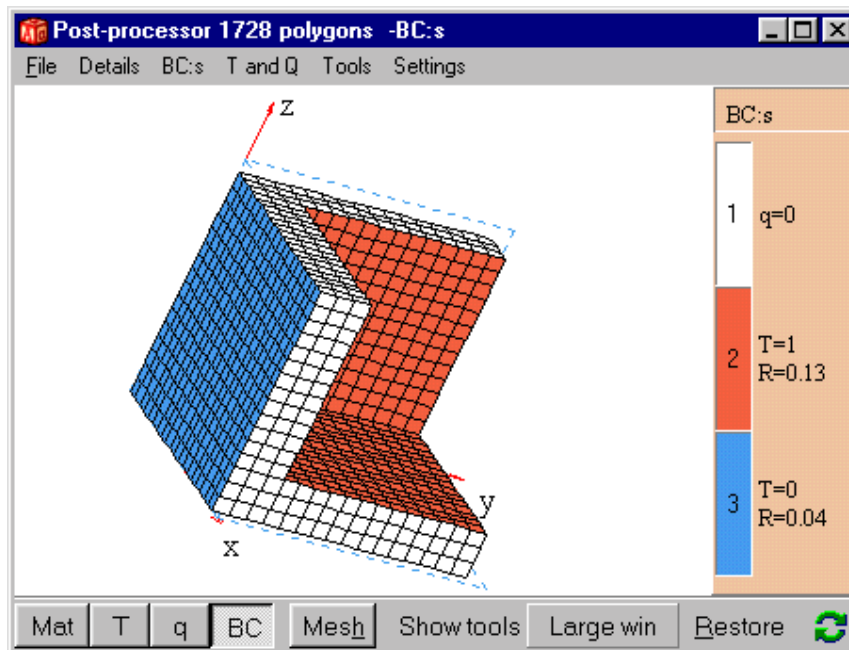 Post-processor 1728 polygons -BC:s
File Details BC:s T and Q Tools Settings
z
y
x
BC:s
1 q=0
2 T=1
R=0.13
3 T=0
R=0.04
Mat T q BC Mesh Show tools Large win Restore